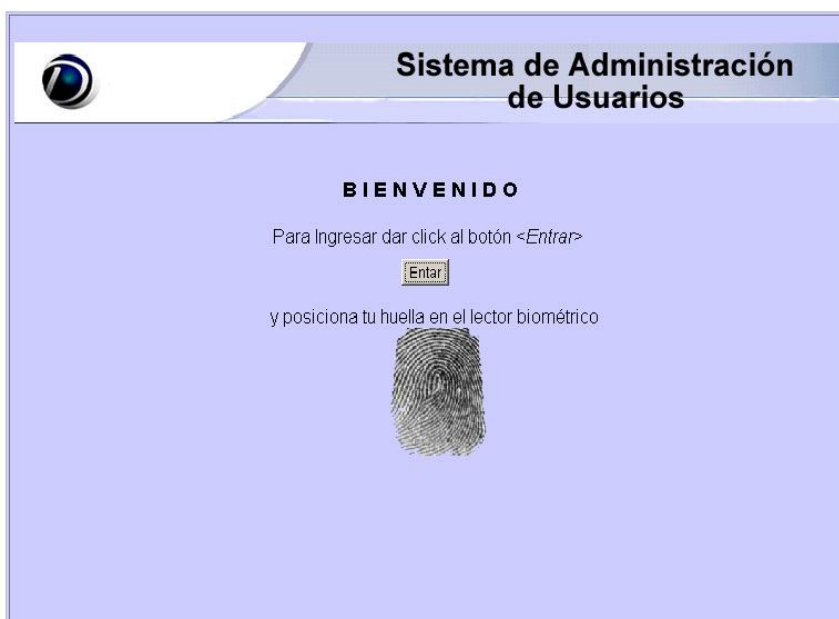 Sistema de Administración
de Usuarios
BIENVENIDO
Para Ingresar dar click al botón <Entrar>
Entar
y posiciona tu huella en el lector biométrico